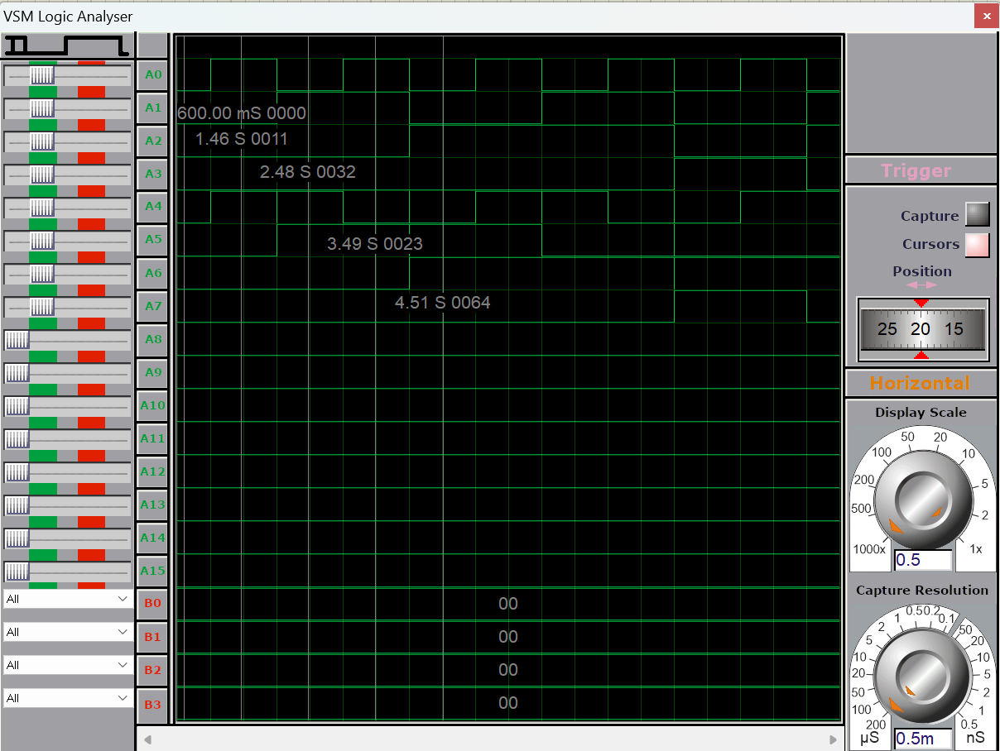 VSM Logic Analyser
A0
A1
A2
A3
A4
A5
A6
A7
A8
A9
A10
A11
A12
A13
A14
A15
B0
B1
B2
B3
All
All
All
All
600.00 mS 0000
1.46 S 0011
2.48 S 0032
3.49 S 0023
4.51 S 0064
00
00
00
00
Trigger
Capture
Cursors
Position
25 20 15
Horizontal
Display Scale
1000x 500 200 100 50 20 10 5 2 1x
0.5
Capture Resolution
200 100 50 20 10 5 2 1 0.5 0.2 0.1 50 20 10 5 2 1 0.5
µS
nS
0.5m